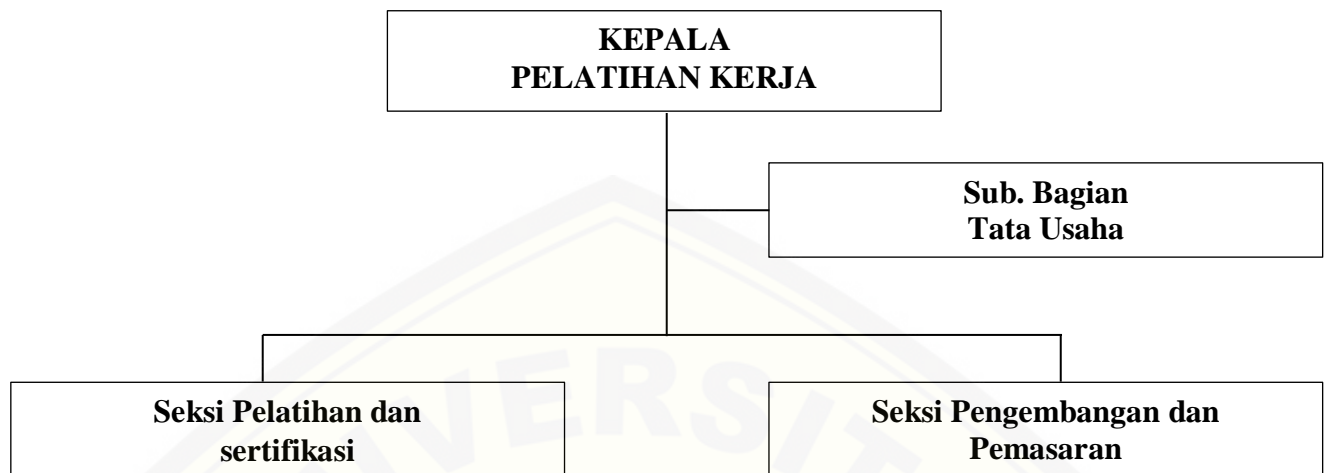 KEPALA
PELATIHAN KERJA
Sub. Bagian
Tata Usaha
Seksi Pelatihan dan
sertifikasi
Seksi Pengembangan dan
Pemasaran